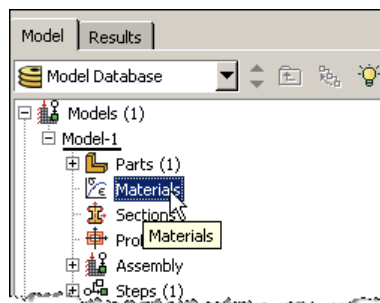 Model Results
Model Database
Models (1)
Model-1
Parts (1)
Materials
Sections
Materials
Assembly
Steps (1)